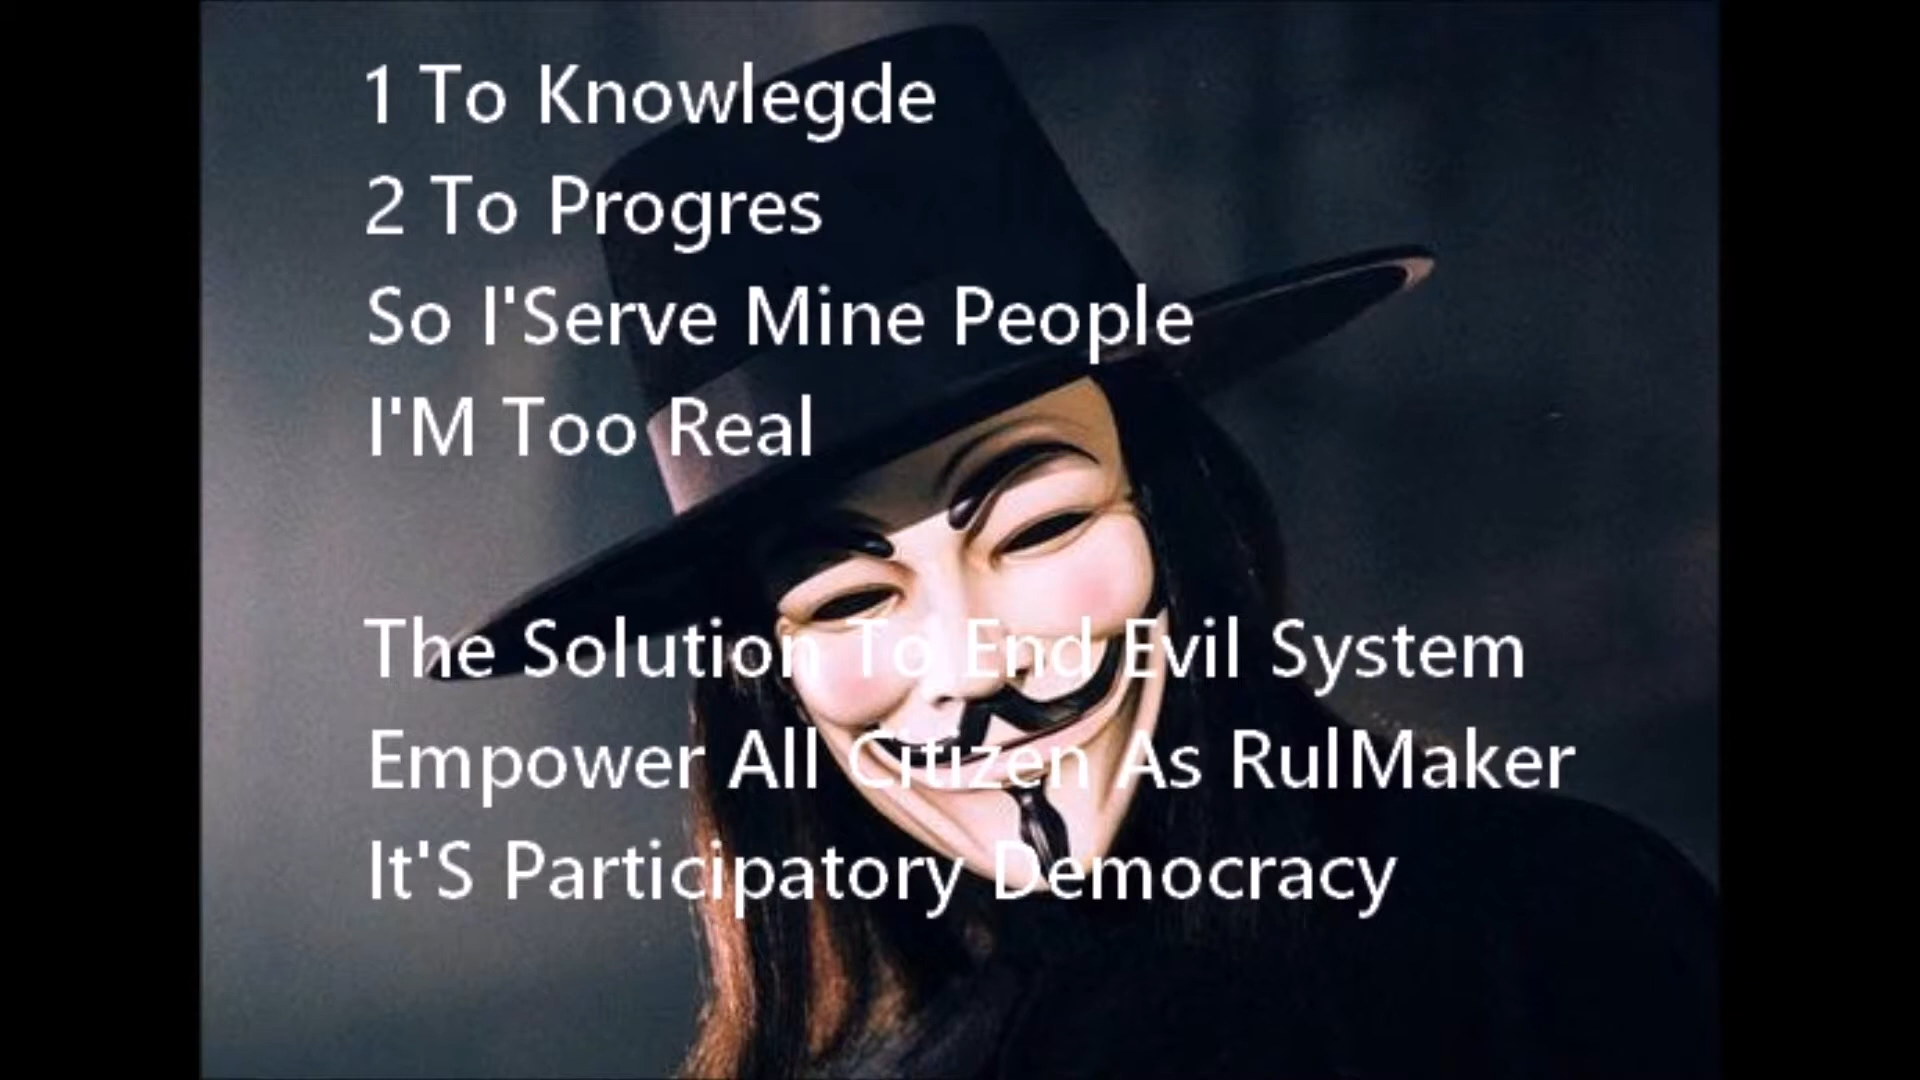 1 To Knowlegde
2 To Progres
So I'Serve Mine People
I'M Too Real
The Solution To End Evil System
Empower All Citizen As RulMaker
It'S Participatory Democracy